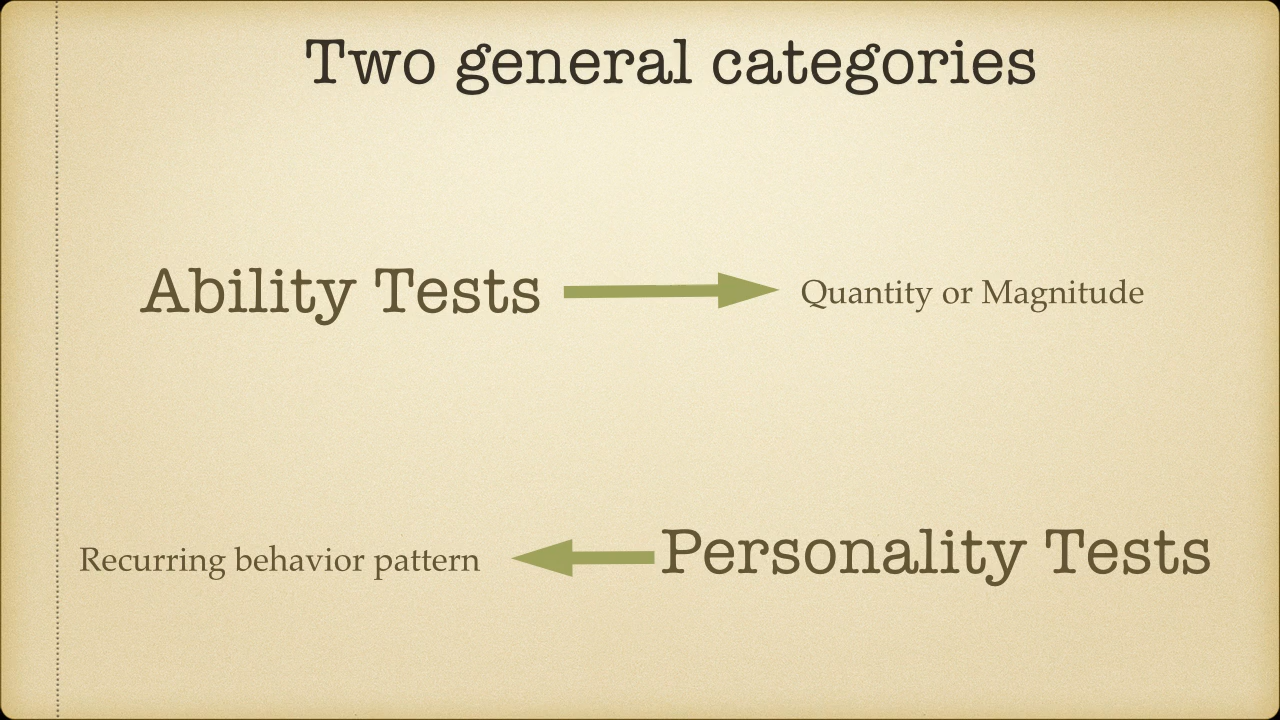 Two general categories
Ability Tests
Quantity or Magnitude
Recurring behavior pattern
Personality Tests